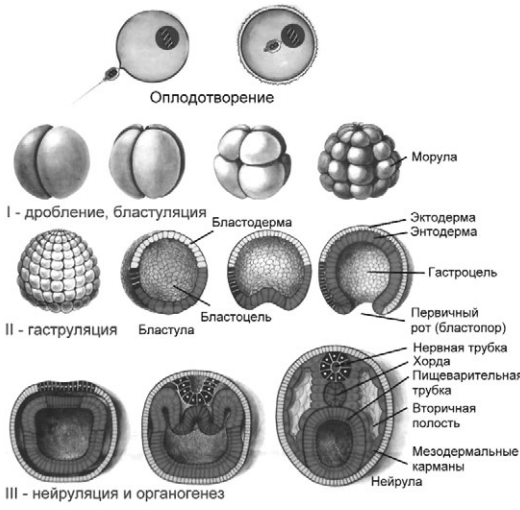 Оплодотворение
Морула
I - дробление, бластуляция
Бластодерма
Эктодерма
Энтодерма
Гастроцель
Бластоцель
Первичный
рот (бластопор)
II - гаструляция
Бластула
Нервная трубка
Хорда
Пищеварительная
трубка
Вторичная
полость
Мезодермальные
карманы
Нейрула
III - нейруляция и органогенез